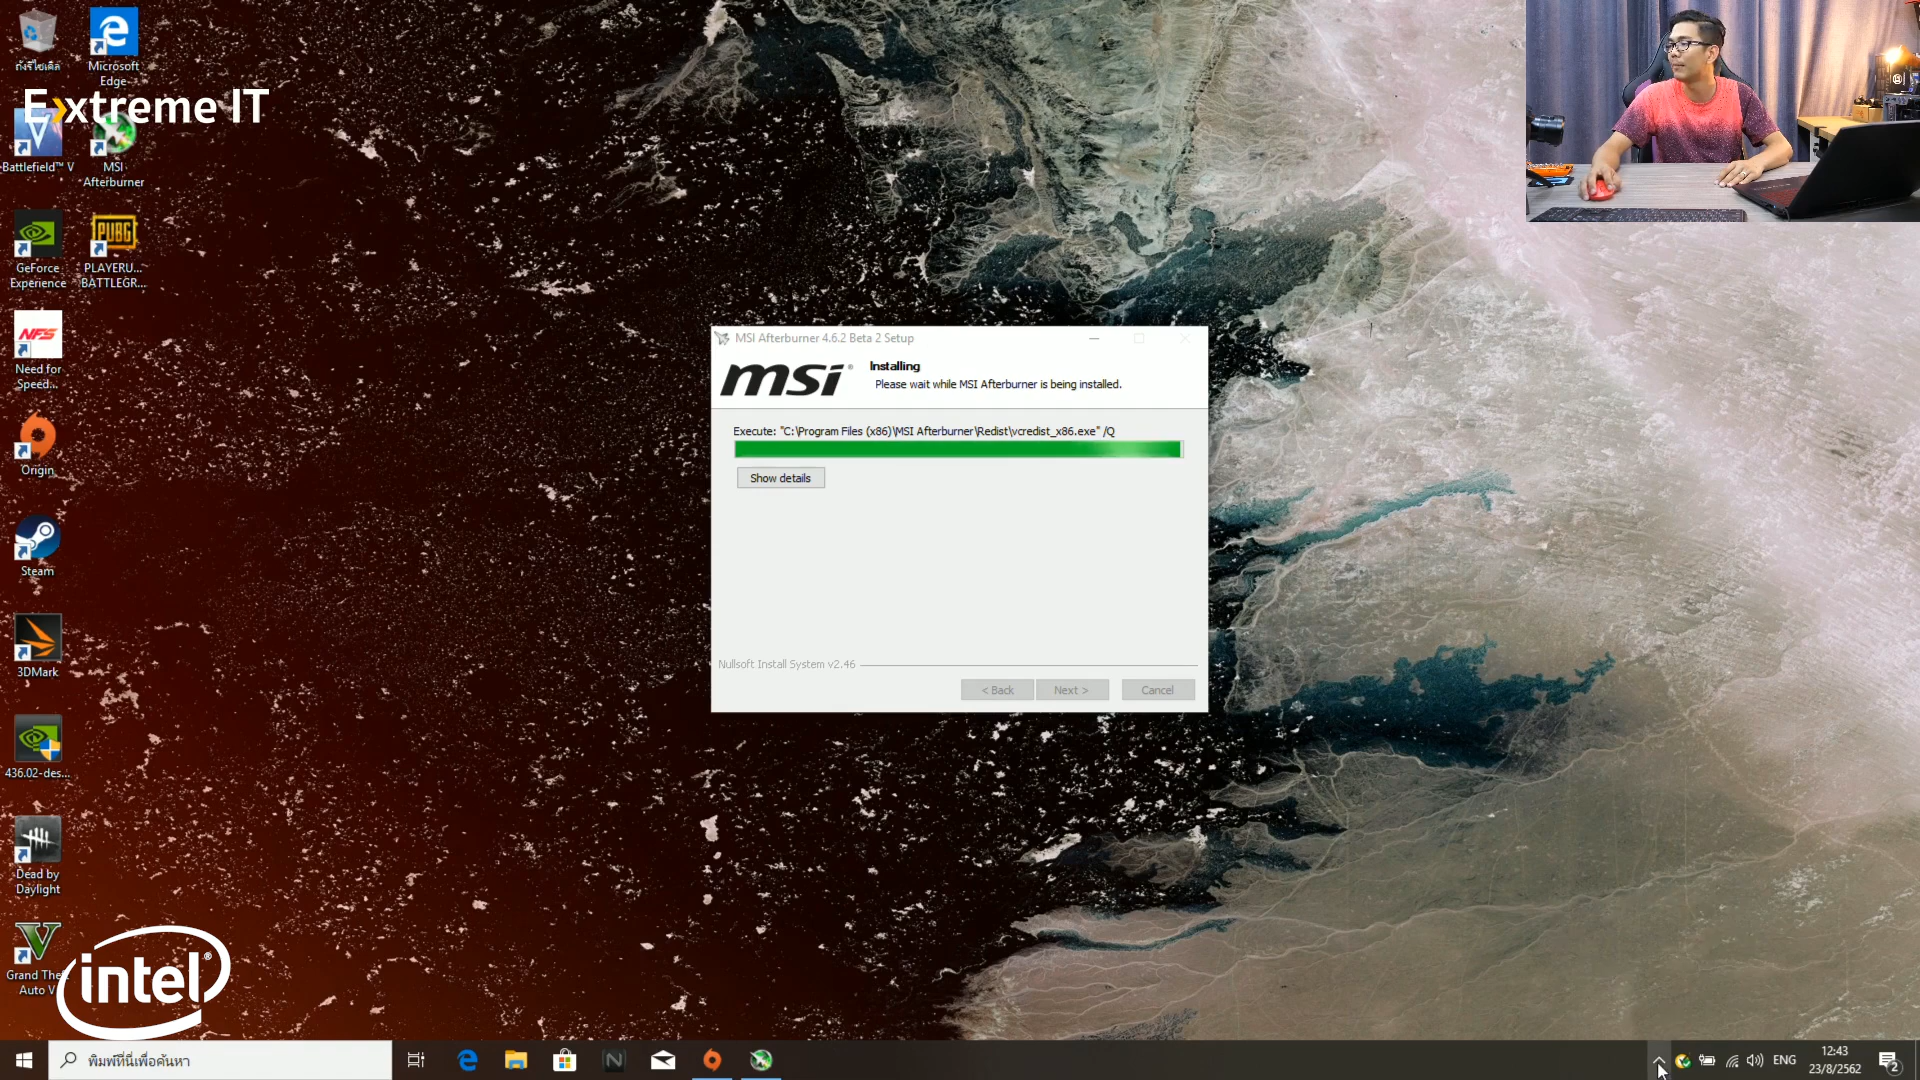 ถังรีไซเคิล
Microsoft
Edge
Extreme IT
Battlefield™ V
MSI
Afterburner
GeForce
Experience
PUBG
PLAYERU...
BATTLEGR...
NFS
Need for
Speed...
Origin
Steam
3DMark
436.02-des...
Dead by
Daylight
Grand The
Auto V
intel®
MSI Afterburner 4.6.2 Beta 2 Setup
msi®
Installing
Please wait while MSI Afterburner is being installed.
Execute: "C:\Program Files (x86)\MSI Afterburner\Redist\vcredist_x86.exe" /Q
Show details
Nullsoft Install System v2.46
< Back
Next >
Cancel
พิมพ์ที่นี่เพื่อค้นหา
ENG
12:43
23/8/2562
2